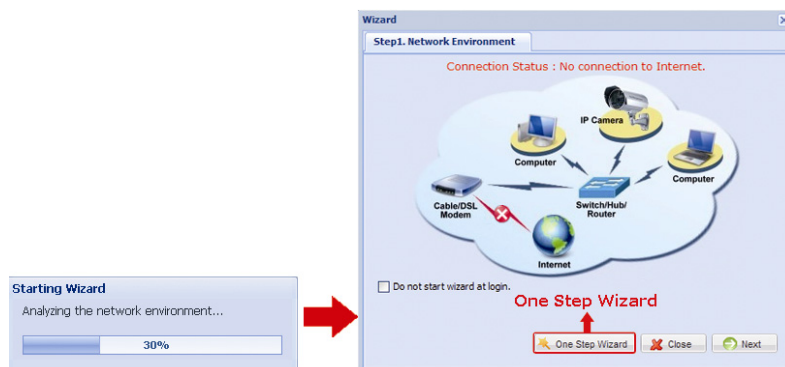 Starting Wizard
Analyzing the network environment...
30%
Wizard
Step1. Network Environment
Connection Status : No connection to Internet.
IP Camera
Computer
Computer
Cable/DSL
Modem
Switch/Hub/
Router
Internet
Do not start wizard at login.
One Step Wizard
One Step Wizard
Close
Next